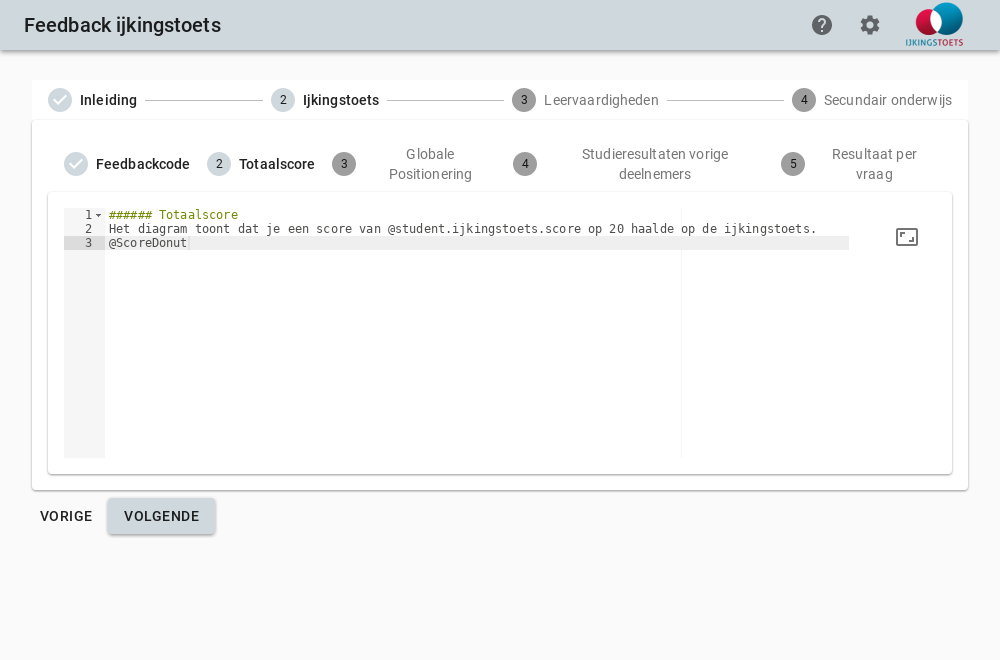 Feedback ijkingstoets
IJKINGSTOETS
Inleiding
2 Ijkingstoets
3 Leervaardigheden
4 Secundair onderwijs
Feedbackcode
2 Totaalscore
3 Globale
Positionering
4 Studieresultaten vorige
deelnemers
5 Resultaat per
vraag
1 ###### Totaalscore
2 Het diagram toont dat je een score van @student.ijkingstoets.score op 20 haalde op de ijkingstoets.
3 @ScoreDonut
VORIGE
VOLGENDE